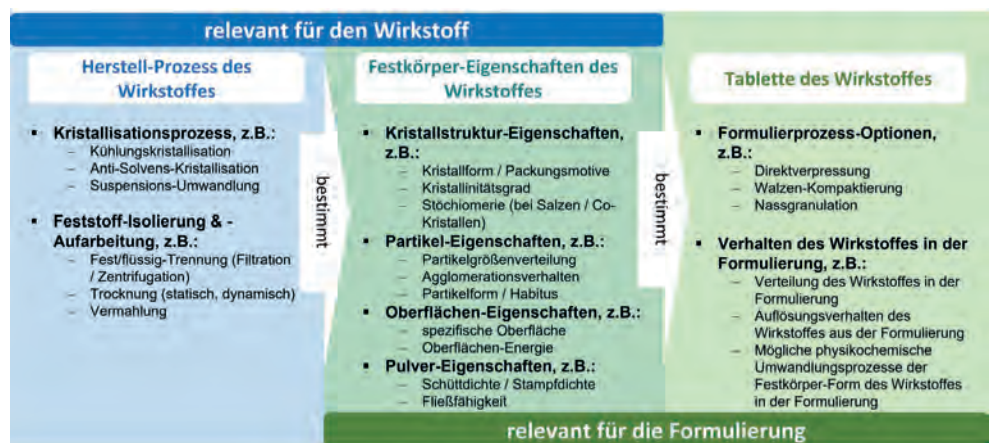 relevant für den Wirkstoff
Herstell-Prozess des
Wirkstoffes
▪ Kristallisationsprozess, z.B.:
– Kühlungskristallisation
– Anti-Solvens-Kristallisation
– Suspensions-Umwandlung
▪ Feststoff-Isolierung & -
Aufarbeitung, z.B.:
– Fest/flüssig-Trennung (Filtration
/ Zentrifugation)
– Trocknung (statisch, dynamisch)
– Vermahlung
bestimmt
Festkörper-Eigenschaften des
Wirkstoffes
▪ Kristallstruktur-Eigenschaften,
z.B.:
– Kristallform / Packungsmotive
– Kristallinitätsgrad
– Stöchiomerie (bei Salzen / Co-
Kristallen)
▪ Partikel-Eigenschaften, z.B.:
– Partikelgrößenverteilung
– Agglomerationsverhalten
– Partikelform / Habitus
▪ Oberflächen-Eigenschaften, z.B.:
– spezifische Oberfläche
– Oberflächen-Energie
▪ Pulver-Eigenschaften, z.B.:
– Schüttdichte / Stampfdichte
– Fließfähigkeit
bestimmt
Tablette des Wirkstoffes
▪ Formulierprozess-Optionen,
z.B.:
– Direktverpressung
– Walzen-Kompaktierung
– Nassgranulation
▪ Verhalten des Wirkstoffes in der
Formulierung, z.B.:
– Verteilung des Wirkstoffes in der
Formulierung
– Auflösungsverhalten des
Wirkstoffes aus der Formulierung
– Mögliche physikochemische
Umwandlungsprozesse der
Festkörper-Form des Wirkstoffes
in der Formulierung
relevant für die Formulierung